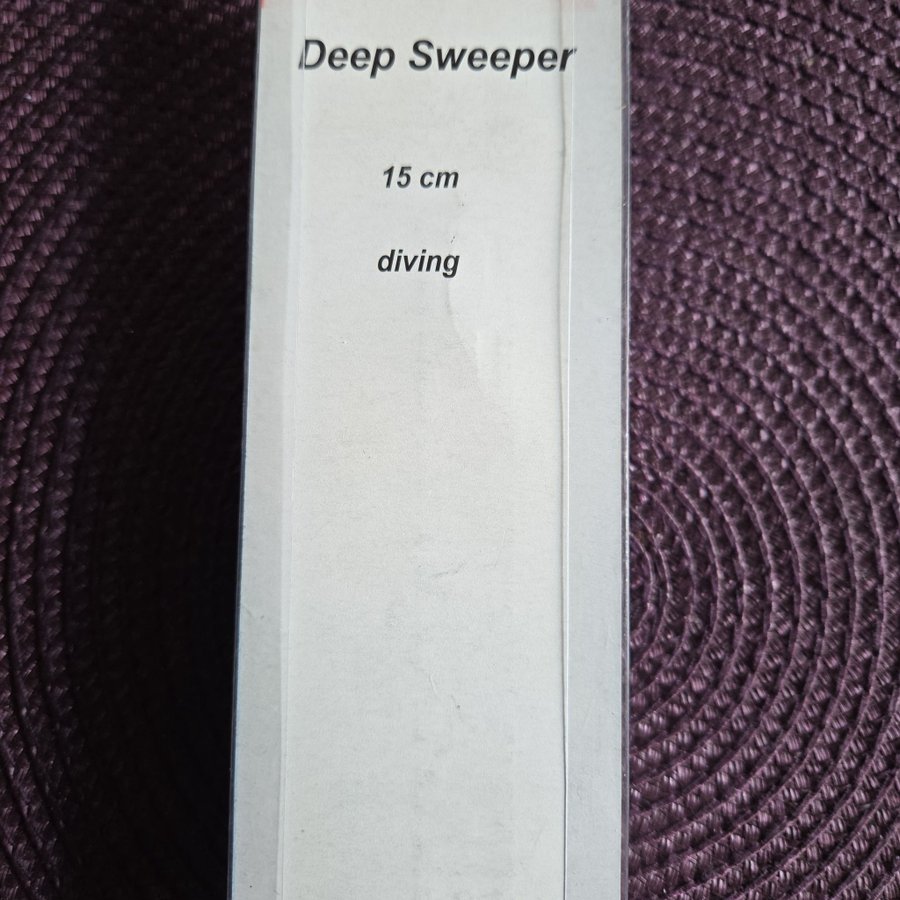 Deep Sweeper
15 cm
diving